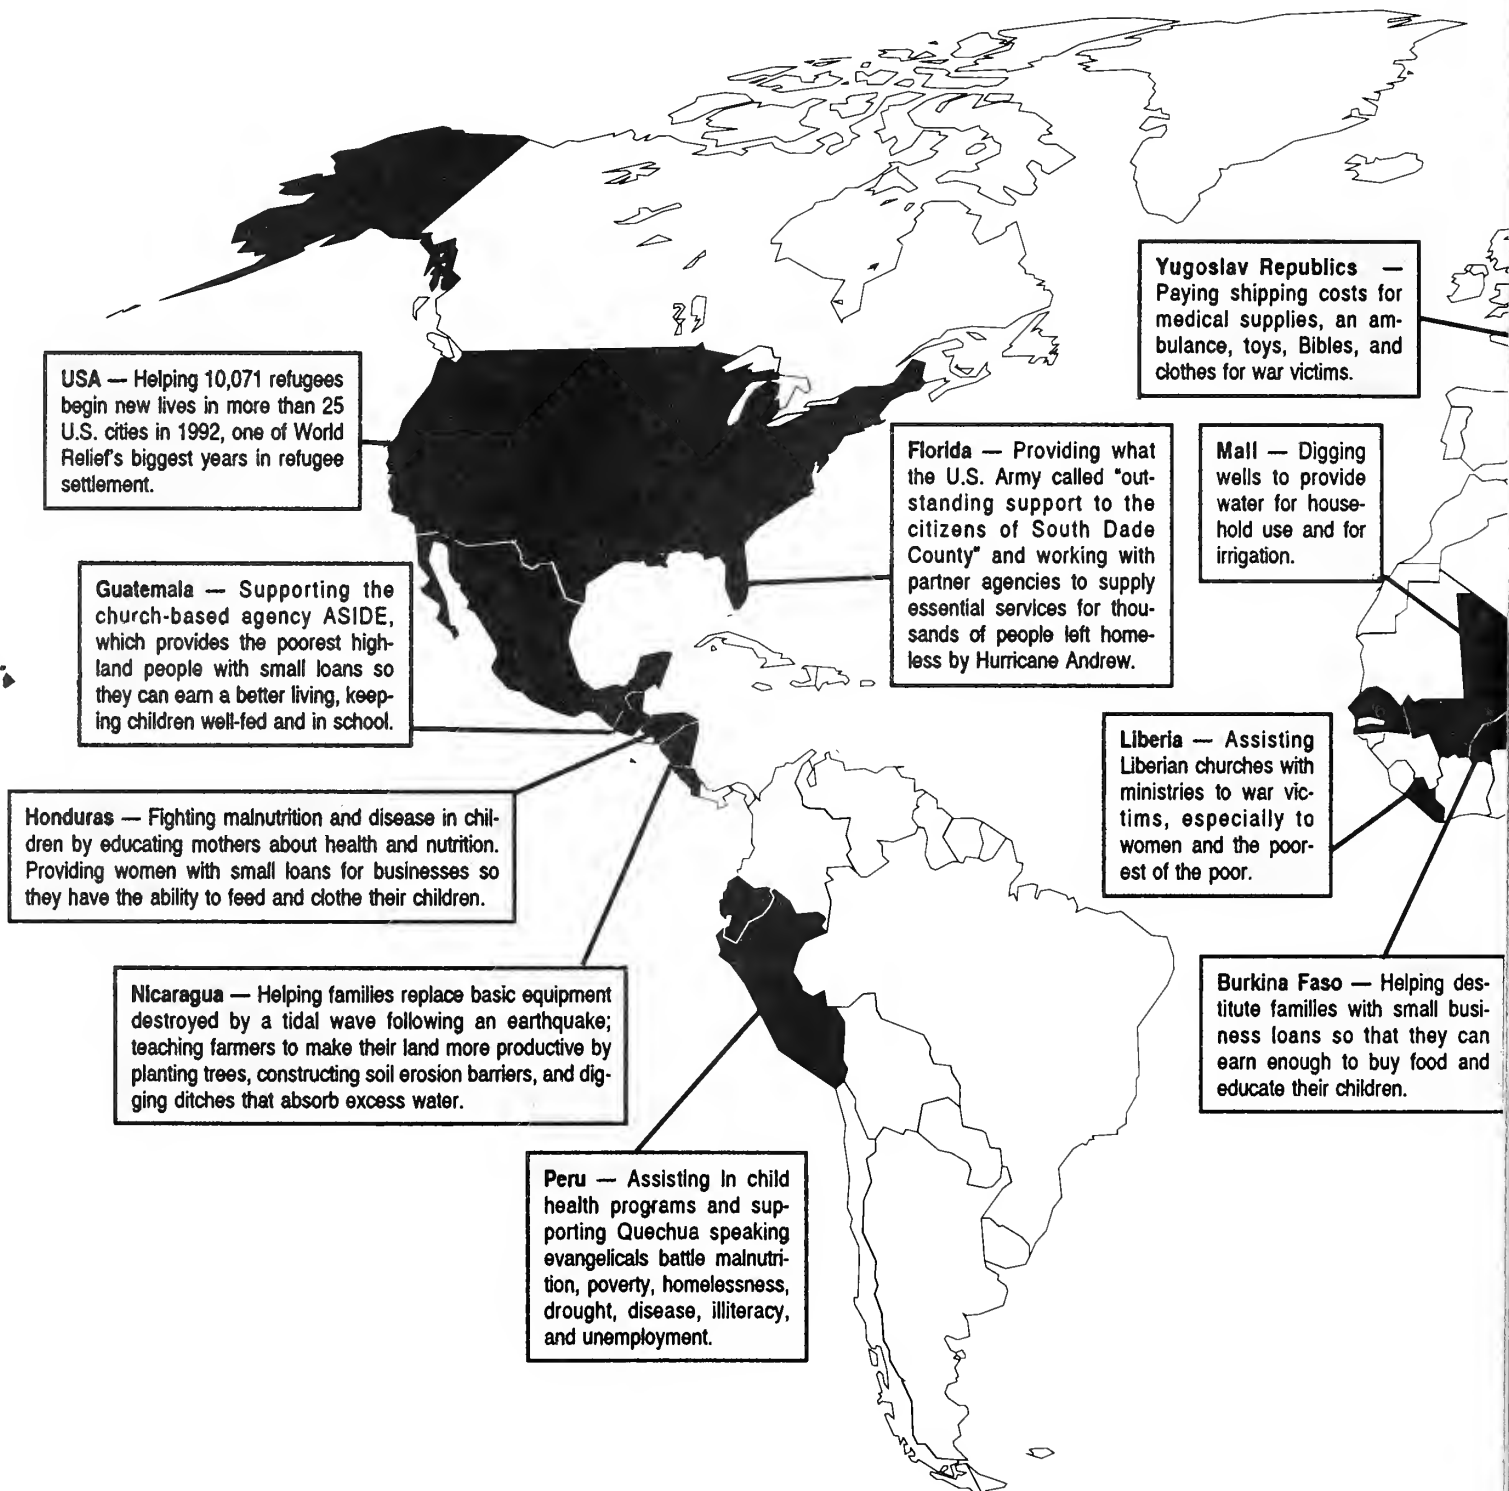 Yugoslav Republics —
Paying shipping costs for
medical supplies, an am-
bulance, toys, Bibles, and
clothes for war victims.
USA — Helping 10,071 refugees
begin new lives in more than 25
U.S. cities in 1992, one of World
Relief's biggest years in refugee
settlement.
Florida — Providing what
the U.S. Army called "out-
standing support to the
citizens of South Dade
County" and working with
partner agencies to supply
essential services for thou-
sands of people left home-
less by Hurricane Andrew.
Mali — Digging
wells to provide
water for house-
hold use and for
irrigation.
Guatemala — Supporting the
church-based agency ASIDE,
which provides the poorest high-
land people with small loans so
they can earn a better living, keep-
ing children well-fed and in school.
Liberia — Assisting
Liberian churches with
ministries to war vic-
tims, especially to
women and the poor-
est of the poor.
Honduras — Fighting malnutrition and disease in chil-
dren by educating mothers about health and nutrition.
Providing women with small loans for businesses so
they have the ability to feed and clothe their children.
Nicaragua — Helping families replace basic equipment
destroyed by a tidal wave following an earthquake;
teaching farmers to make their land more productive by
planting trees, constructing soil erosion barriers, and dig-
ging ditches that absorb excess water.
Burkina Faso — Helping des-
titute families with small busi-
ness loans so that they can
earn enough to buy food and
educate their children.
Peru — Assisting in child
health programs and sup-
porting Quechua speaking
evangelicals battle malnutri-
tion, poverty, homelessness,
drought, disease, illiteracy,
and unemployment.